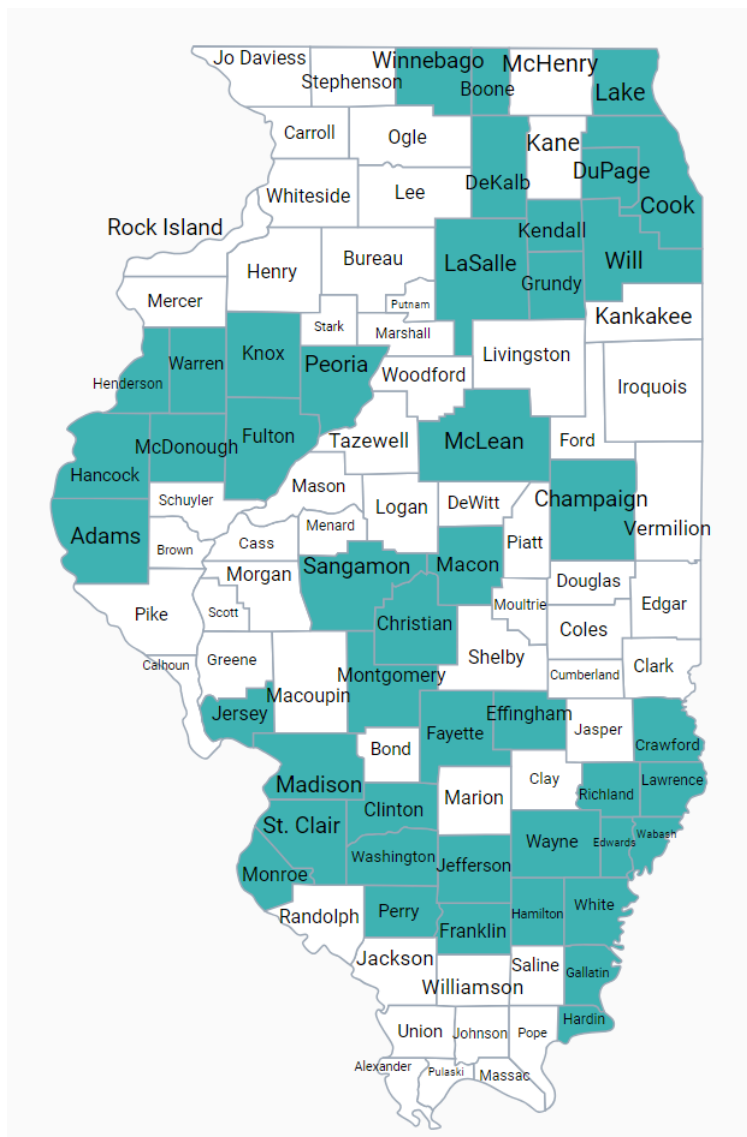 Jo Daviess
Stephenson
Winnebago
Boone
McHenry
Lake
Carroll
Ogle
DeKalb
Kane
DuPage
Cook
Whiteside
Lee
Rock Island
Kendall
Henry
Bureau
LaSalle
Will
Grundy
Mercer
Putnam
Stark
Marshall
Kankakee
Henderson
Warren
Knox
Peoria
Woodford
Livingston
Iroquois
Hancock
McDonough
Fulton
Tazewell
McLean
Ford
Schuyler
Mason
Logan
DeWitt
Champaign
Vermilion
Adams
Brown
Cass
Menard
Piatt
Morgan
Sangamon
Macon
Douglas
Pike
Scott
Christian
Moultrie
Coles
Edgar
Calhoun
Greene
Macoupin
Montgomery
Shelby
Cumberland
Clark
Jersey
Fayette
Effingham
Jasper
Crawford
Bond
Madison
Marion
Clay
Richland
Lawrence
St. Clair
Clinton
Wayne
Edwards
Wabash
Monroe
Washington
Jefferson
Randolph
Perry
Franklin
Hamilton
White
Jackson
Williamson
Saline
Gallatin
Union
Johnson
Pope
Hardin
Alexander
Pulaski
Massac